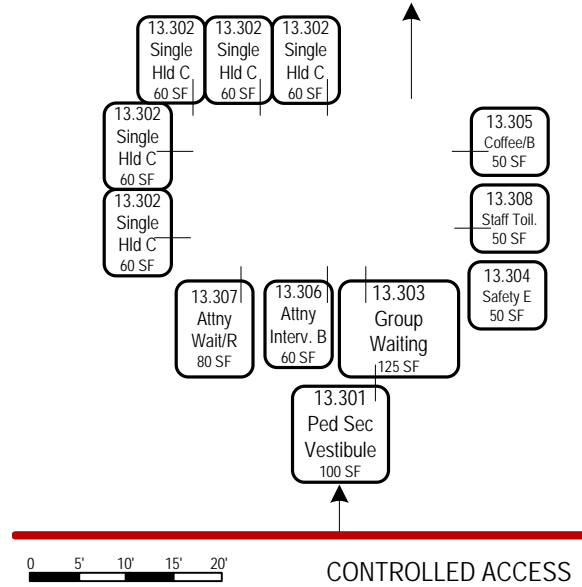 13.302
Single
Hld C
60 SF
13.302
Single
Hld C
60 SF
13.302
Single
Hld C
60 SF
13.302
Single
Hld C
60 SF
13.302
Single
Hld C
60 SF
13.305
Coffee/B
50 SF
13.308
Staff Toil.
50 SF
13.304
Safety E
50 SF
13.307
Attny
Wait/R
80 SF
13.306
Attny
Interv. B
60 SF
13.303
Group
Waiting
125 SF
13.301
Ped Sec
Vestibule
100 SF
0 5' 10' 15' 20'
CONTROLLED ACCESS